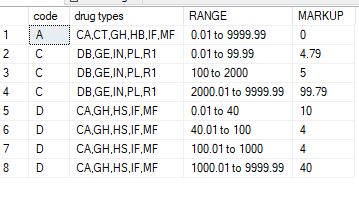 code drug types RANGE MARKUP
1 A CA,CT,GH,HB,IF,MF 0.01 to 9999.99 0
2 C DB,GE,IN,PL,R1 0.01 to 99.99 4.79
3 C DB,GE,IN,PL,R1 100 to 2000 5
4 C DB,GE,IN,PL,R1 2000.01 to 9999.99 99.79
5 D CA,GH,HS,IF,MF 0.01 to 40 10
6 D CA,GH,HS,IF,MF 40.01 to 100 4
7 D CA,GH,HS,IF,MF 100.01 to 1000 4
8 D CA,GH,HS,IF,MF 1000.01 to 9999.99 40